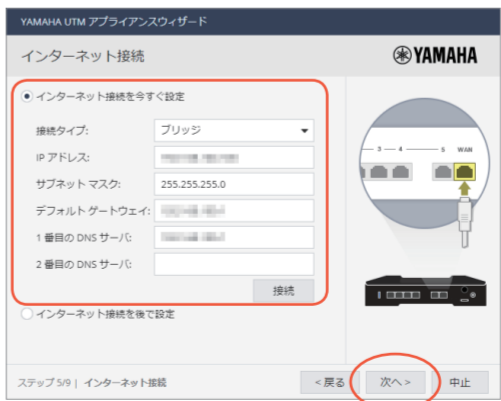 YAMAHA UTM アプライアンスウィザード
インターネット接続
YAMAHA
インターネット接続を今すぐ設定
接続タイプ: ブリッジ
IP アドレス:
サブネット マスク: 255.255.255.0
デフォルト ゲートウェイ:
1 番目の DNS サーバ:
2 番目の DNS サーバ:
接続
インターネット接続を後で設定
3 4 5 WAN
ステップ 5/9 | インターネット接続
< 戻る
次へ >
中止